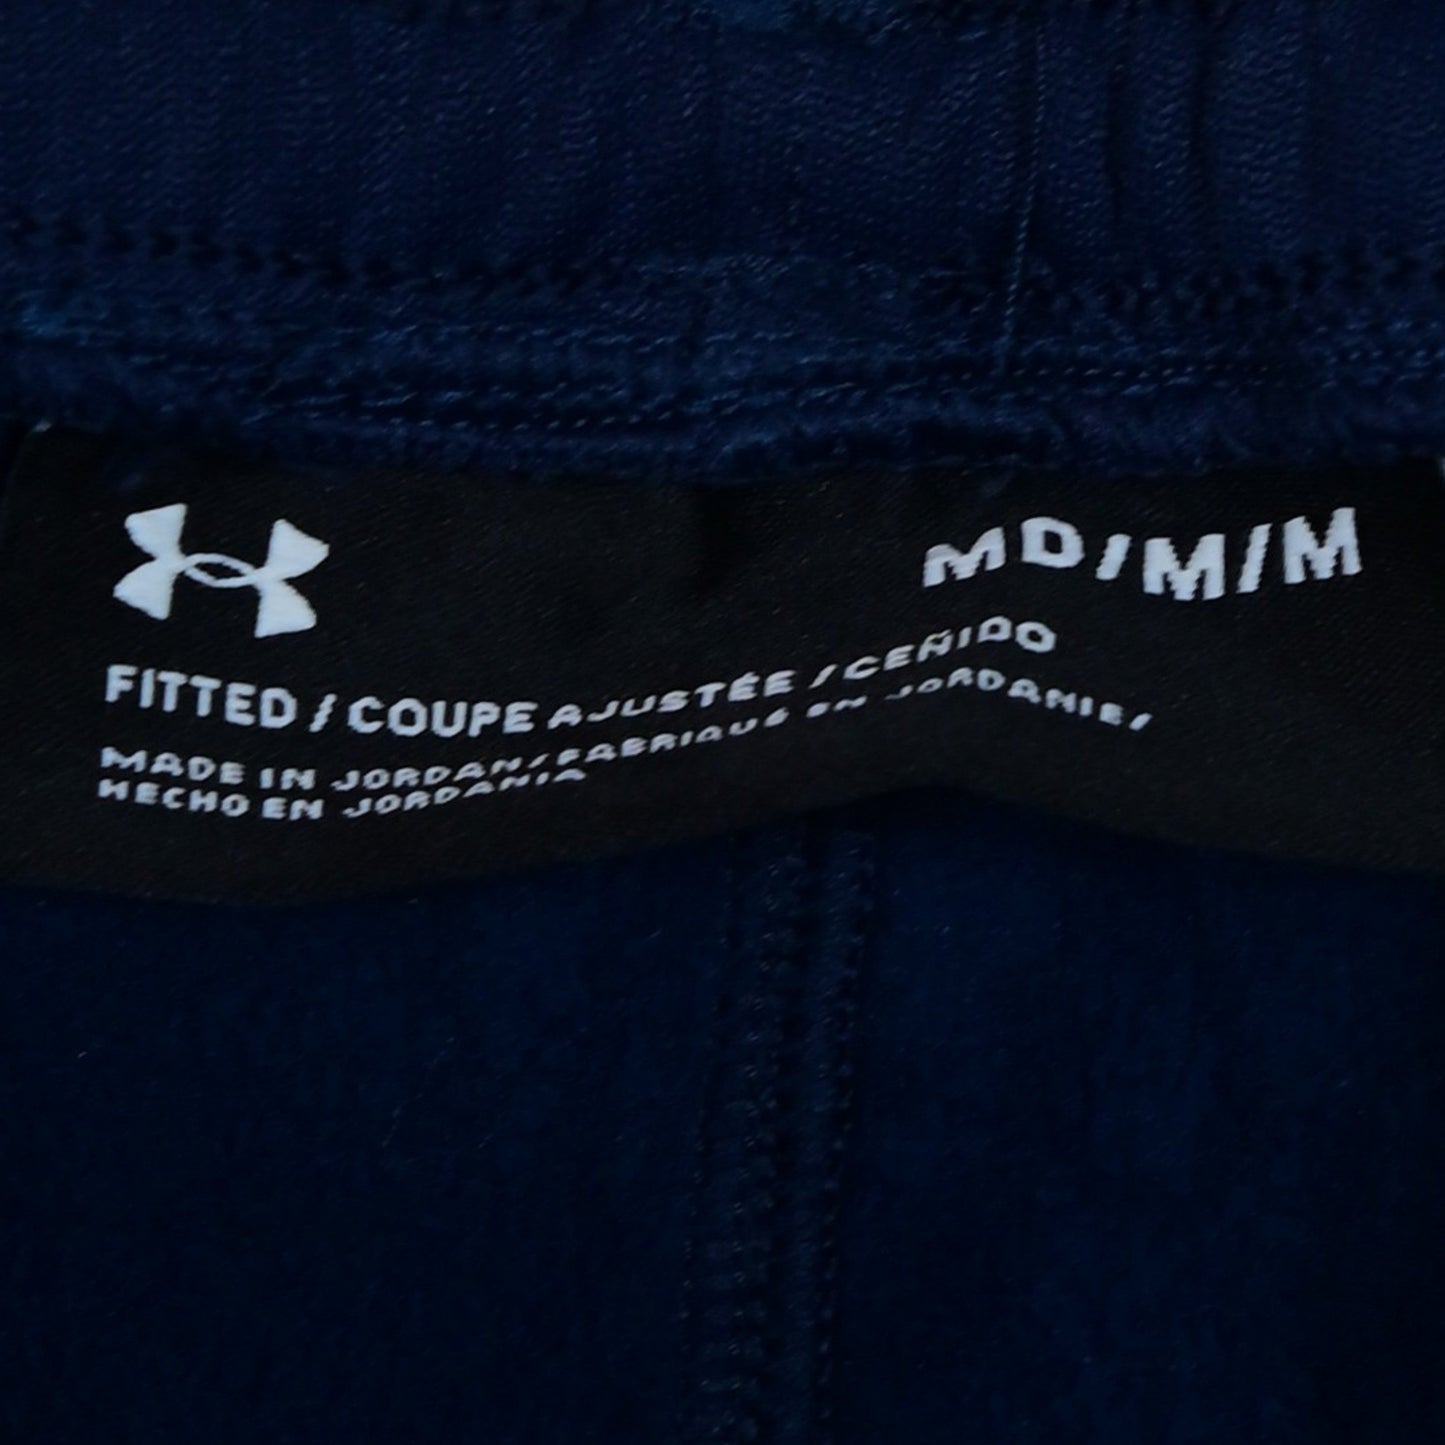 MD/M/M
FITTED / COUPE AJUSTÉE / CEÑIDO
MADE IN JORDAN/FABRIQUÉ EN JORDANIE/
HECHO EN JORDANIA